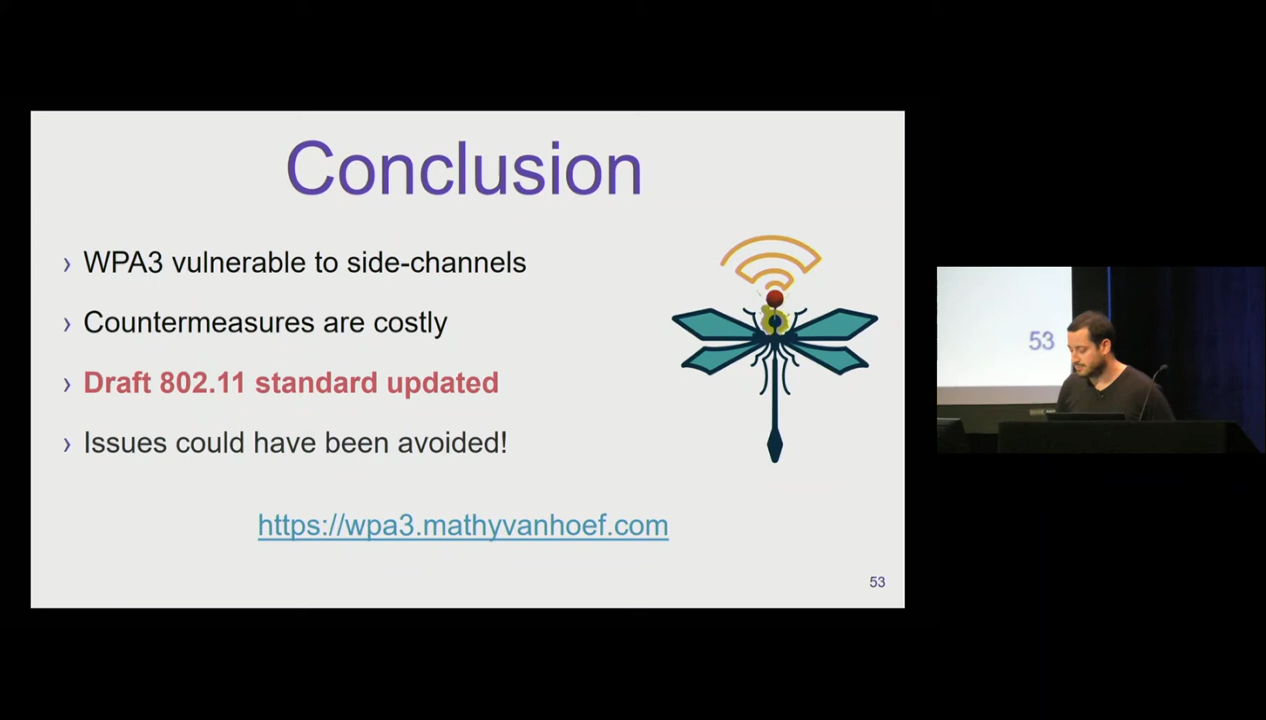 Conclusion
› WPA3 vulnerable to side-channels
› Countermeasures are costly
› Draft 802.11 standard updated
› Issues could have been avoided!
https://wpa3.mathyvanhoef.com
53
53